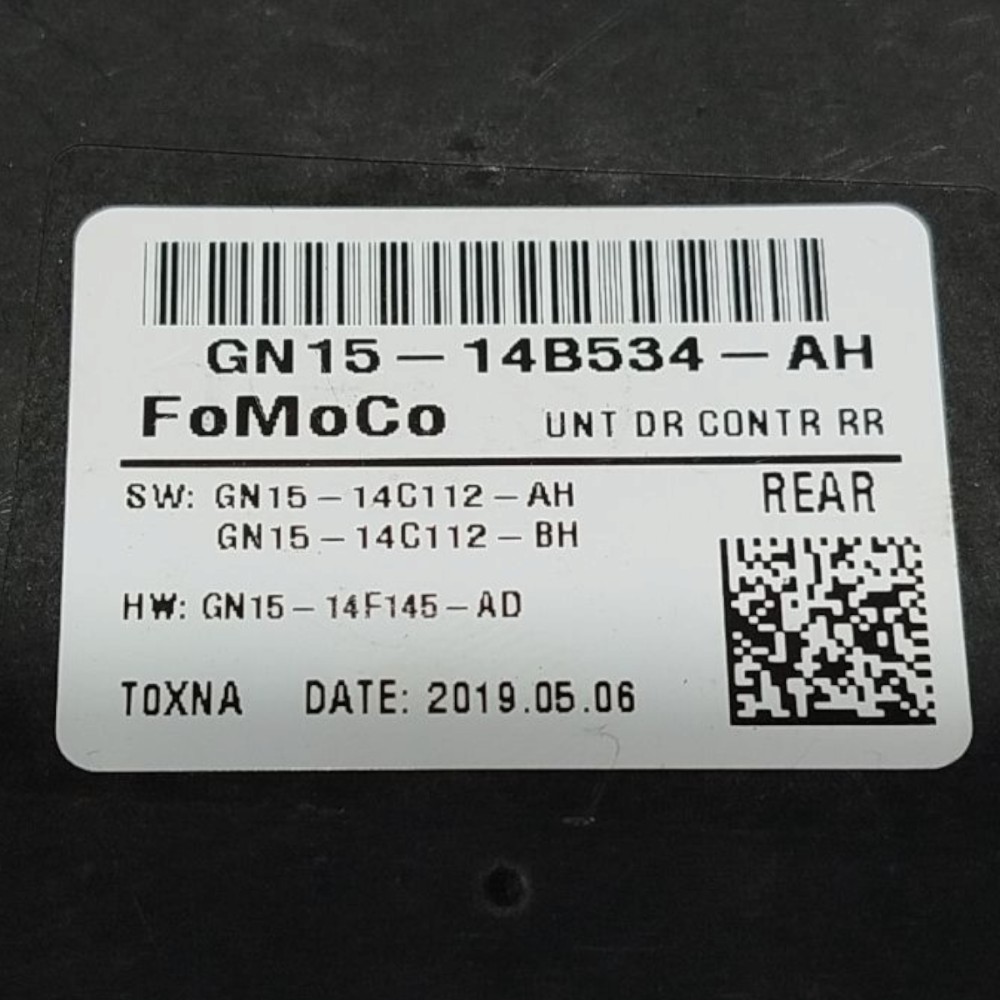 GN15-14B534-AH
FoMoCo UNT DR CONTR RR
SW: GN15-14C112-AH REAR
GN15-14C112-BH
HW: GN15-14F145-AD
T0XNA DATE: 2019.05.06